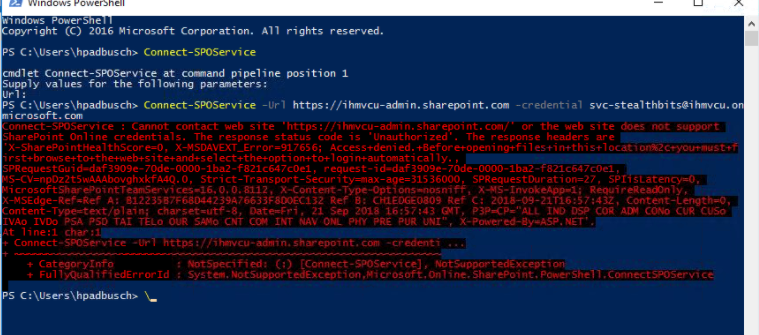 Windows PowerShell
Windows PowerShell
Copyright (C) 2016 Microsoft Corporation. All rights reserved.
PS C:\Users\hpadbusch> Connect-SPOService
cmdlet Connect-SPOService at command pipeline position 1
Supply values for the following parameters:
Url:
PS C:\Users\hpadbusch> Connect-SPOService -Url https://ihmvcu-admin.sharepoint.com -credential svc-stealthbits@ihmvcu.on
microsoft.com
Connect-SPOService : Cannot contact web site 'https://ihmvcu-admin.sharepoint.com/' or the web site does not support
SharePoint Online credentials. The response status code is 'Unauthorized'. The response headers are
'X-SharePointHealthScore=0, X-MSDAVEXT_Error=917656; Access+denied.+Before+opening+files+in+this+location%2c+you+must+f
irst+browse+to+the+web+site+and+select+the+option+to+login+automatically.,
SPRequestGuid=daf3909e-70de-0000-1ba2-f821c647c0e1, request-id=daf3909e-70de-0000-1ba2-f821c647c0e1,
Strict-Transport-Security=max-age=31536000, SPRequestDuration=27, SPIisLatency=0,
MicrosoftSharePointTeamServices=16.0.0.8112, X-Content-Type-Options=nosniff, X-MS-InvokeApp=1; RequireReadOnly,
X-MSEdge-Ref=Ref A: Ref B: Ref C: 2018-09-21T16:57:43Z, Content-Length=0,
Content-Type=text/plain; charset=utf-8, Date=Fri, 21 Sep 2018 16:57:43 GMT, P3P=CP="ALL IND DSP COR ADM CONo CUR CUSo
IVAo IVDo PSA PSD TAI TELo OUR SAMo CNT COM INT NAV ONL PHY PRE PUR UNI", X-Powered-By=ASP.NET'.
At line:1 char:1
+ Connect-SPOService -Url https://ihmvcu-admin.sharepoint.com -credenti ...
+ ~~~~~~~~~~~~~~~~~~~~~~~~~~~~~~~~~~~~~~~~~~~~~~~~~~~~~~~~~~~~~~~~~~~~~
+ CategoryInfo : NotSpecified: (:) [Connect-SPOService], NotSupportedException
+ FullyQualifiedErrorId : System.NotSupportedException,Microsoft.Online.SharePoint.PowerShell.ConnectSPOService
PS C:\Users\hpadbusch> \_